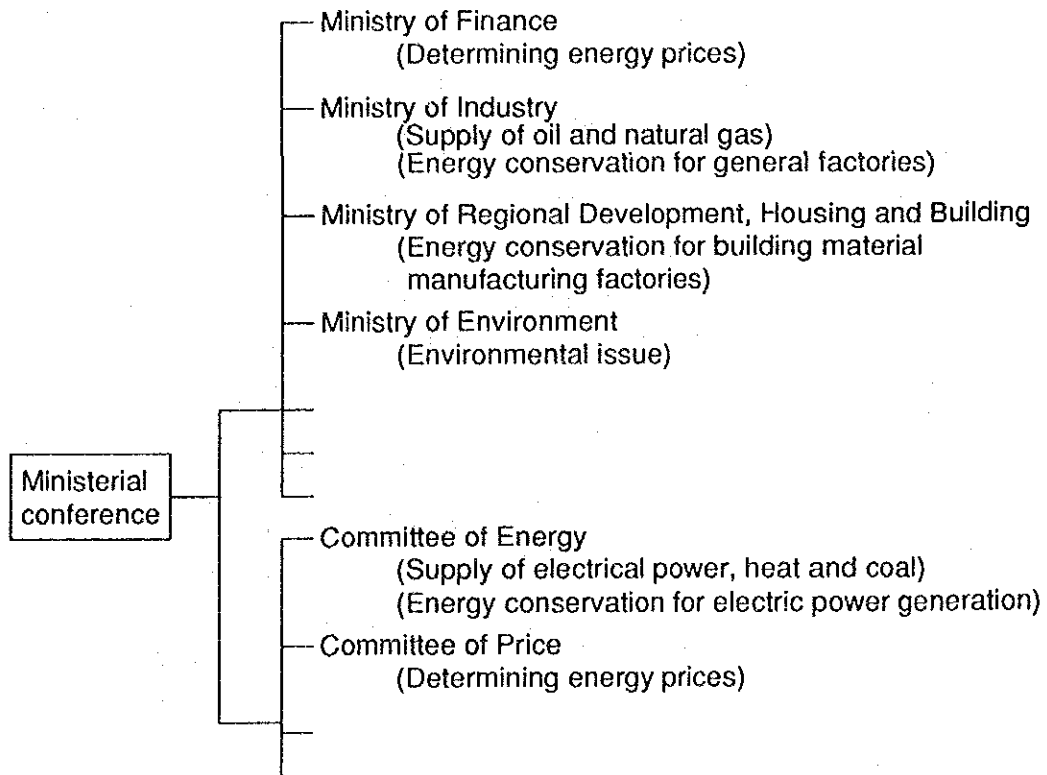 Ministry of Finance
(Determining energy prices)
Ministry of Industry
(Supply of oil and natural gas)
(Energy conservation for general factories)
Ministry of Regional Development, Housing and Building
(Energy conservation for building material
manufacturing factories)
Ministry of Environment
(Environmental issue)
Ministerial
conference
Committee of Energy
(Supply of electrical power, heat and coal)
(Energy conservation for electric power generation)
Committee of Price
(Determining energy prices)